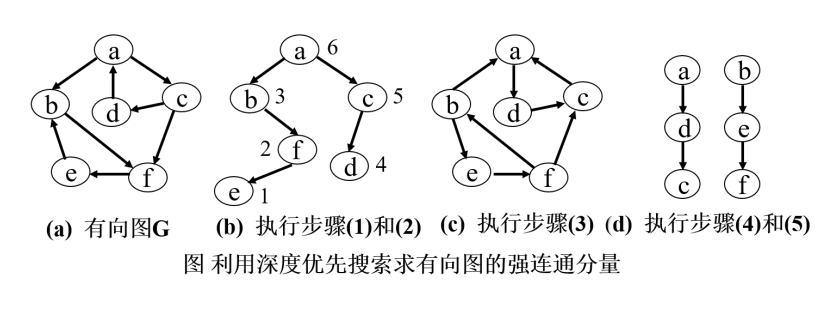 a
b
c
d
e
f
a 6
b 3
c 5
2 f
d 4
e 1
a
b
c
d
e
f
a b
d e
c f
(a) 有向图G (b) 执行步骤(1)和(2) (c) 执行步骤(3) (d) 执行步骤(4)和(5)
图 利用深度优先搜索求有向图的强连通分量